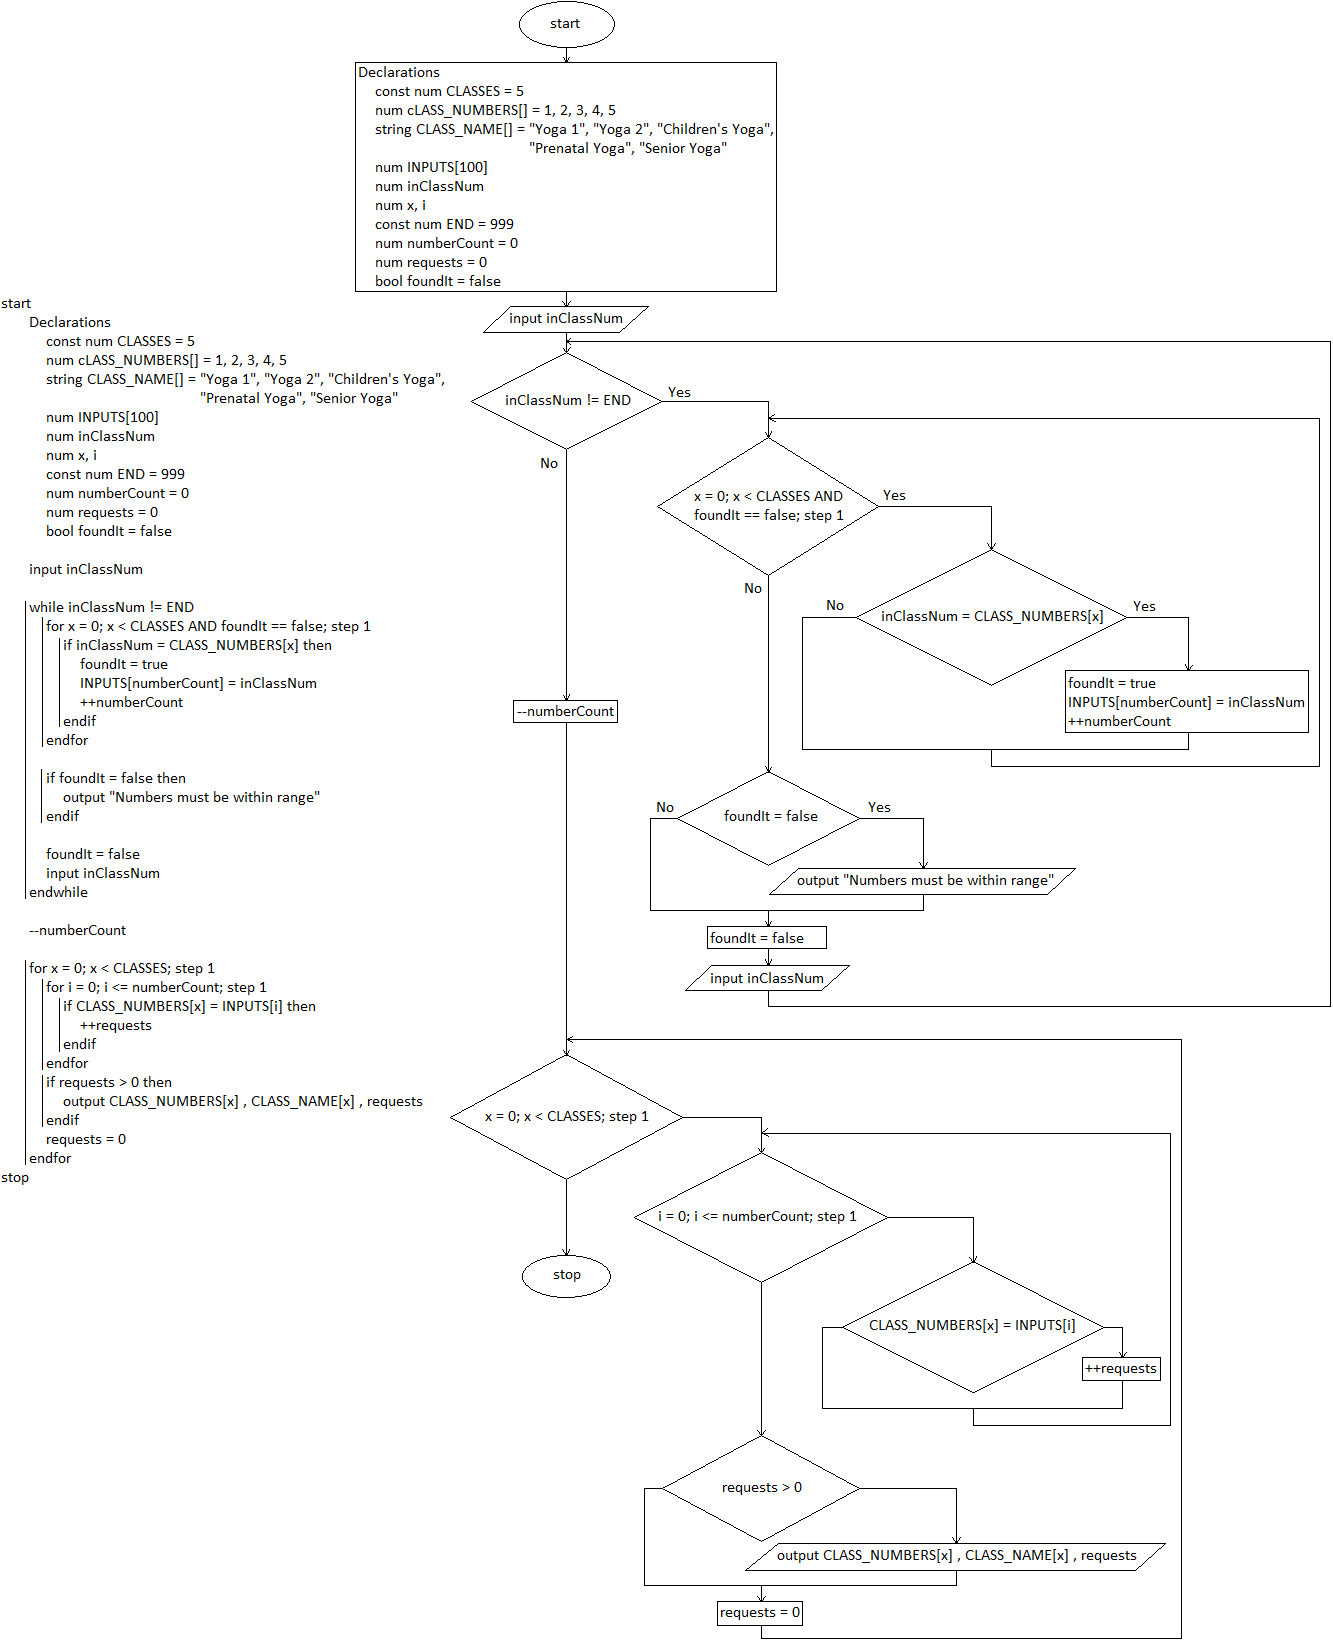 start
Declarations
const num CLASSES = 5
num cLASS_NUMBERS[] = 1, 2, 3, 4, 5
string CLASS_NAME[] = "Yoga 1", "Yoga 2", "Children's Yoga",
"Prenatal Yoga", "Senior Yoga"
num INPUTS[100]
num inClassNum
num x, i
const num END = 999
num numberCount = 0
num requests = 0
bool foundIt = false

input inClassNum

while inClassNum != END
for x = 0; x < CLASSES AND foundIt == false; step 1
if inClassNum = CLASS_NUMBERS[x] then
foundIt = true
INPUTS[numberCount] = inClassNum
++numberCount
endif
endfor

if foundIt = false then
output "Numbers must be within range"
endif

foundIt = false
input inClassNum
endwhile

--numberCount

for x = 0; x < CLASSES; step 1
for i = 0; i <= numberCount; step 1
if CLASS_NUMBERS[x] = INPUTS[i] then
++requests
endif
endfor
if requests > 0 then
output CLASS_NUMBERS[x] , CLASS_NAME[x] , requests
endif
requests = 0
endfor
stop

start
Declarations
const num CLASSES = 5
num cLASS_NUMBERS[] = 1, 2, 3, 4, 5
string CLASS_NAME[] = "Yoga 1", "Yoga 2", "Children's Yoga",
"Prenatal Yoga", "Senior Yoga"
num INPUTS[100]
num inClassNum
num x, i
const num END = 999
num numberCount = 0
num requests = 0
bool foundIt = false
input inClassNum
inClassNum != END
Yes
No
x = 0; x < CLASSES AND
foundIt == false; step 1
Yes
No
inClassNum = CLASS_NUMBERS[x]
No
Yes
foundIt = true
INPUTS[numberCount] = inClassNum
++numberCount
--numberCount
foundIt = false
No
Yes
output "Numbers must be within range"
foundIt = false
input inClassNum
x = 0; x < CLASSES; step 1
i = 0; i <= numberCount; step 1
stop
CLASS_NUMBERS[x] = INPUTS[i]
++requests
requests > 0
output CLASS_NUMBERS[x] , CLASS_NAME[x] , requests
requests = 0